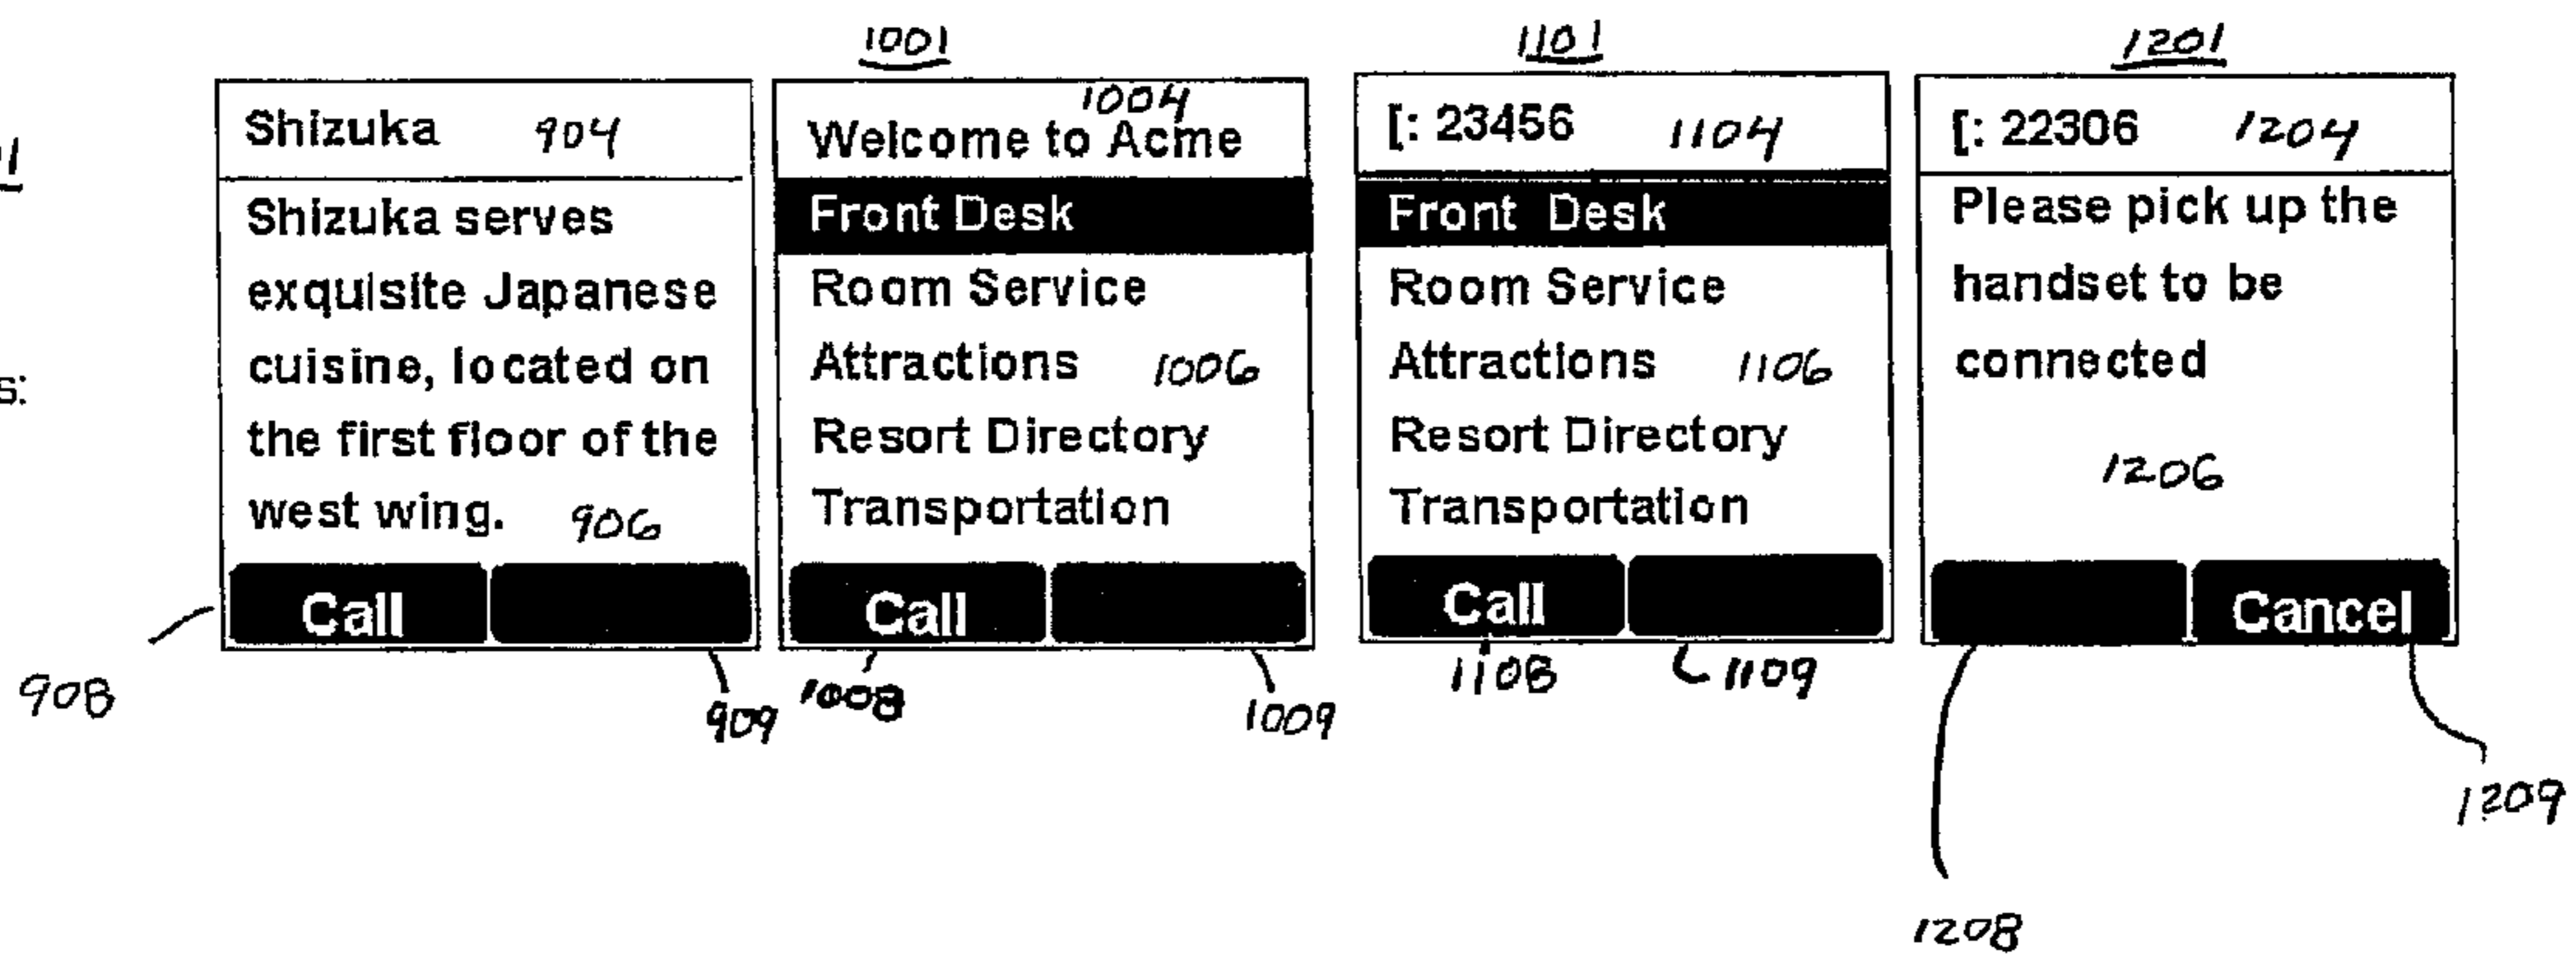 1
s:
Shizuka 904
Shizuka serves
exquisite Japanese
cuisine, located on
the first floor of the
west wing. 906
Call
908
909
1001
1004
Welcome to Acme
Front Desk
Room Service
Attractions 1006
Resort Directory
Transportation
Call
1008
1009
1101
[: 23456 1104
Front Desk
Room Service
Attractions 1106
Resort Directory
Transportation
Call
1108
1109
1201
[: 22306 1204
Please pick up the
handset to be
connected
1206
Cancel
1208
1209